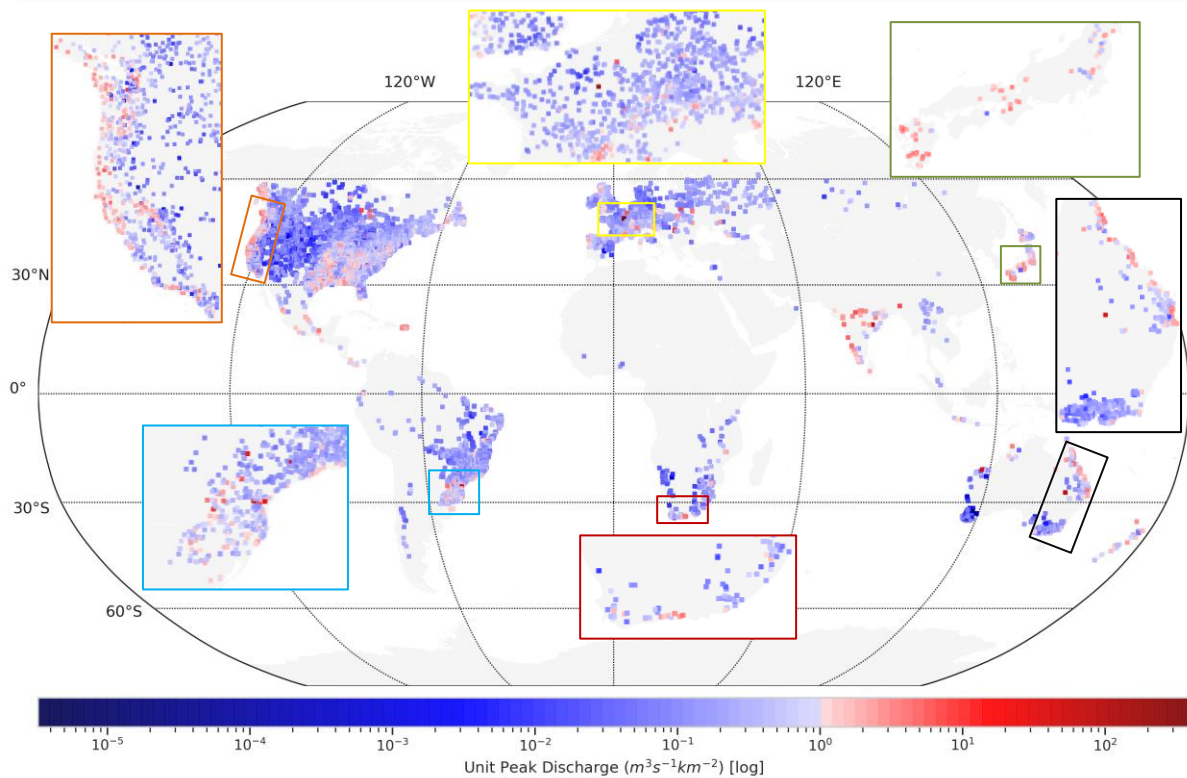 120°W
120°E
30°N
0°
30°S
60°S
10⁻⁵ 10⁻⁴ 10⁻³ 10⁻² 10⁻¹ 10⁰ 10¹ 10²
Unit Peak Discharge (m³s⁻¹km⁻²) [log]